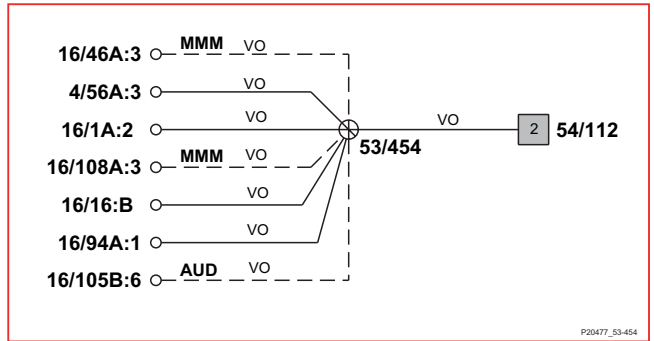 16/46A:3 MMM VO
4/56A:3 VO
16/1A:2 VO VO 2 54/112
53/454
16/108A:3 MMM VO
16/16:B VO
16/94A:1 VO
16/105B:6 AUD VO
P20477_53-454